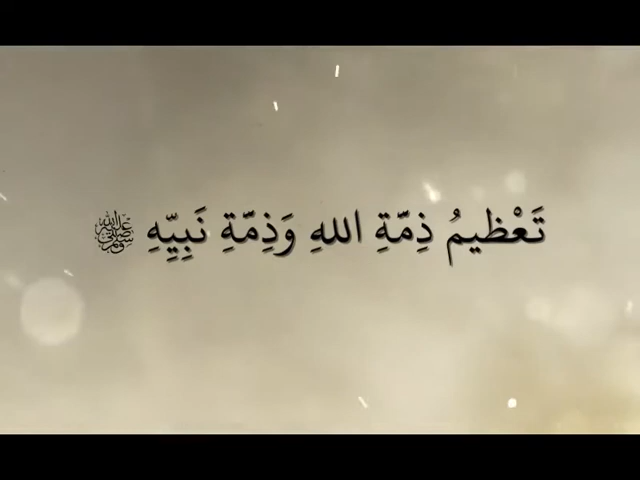 تَعْظِيمُ ذِمَّةِ اللهِ وَذِمَّةِ نَبِيِّهِ ﷺ